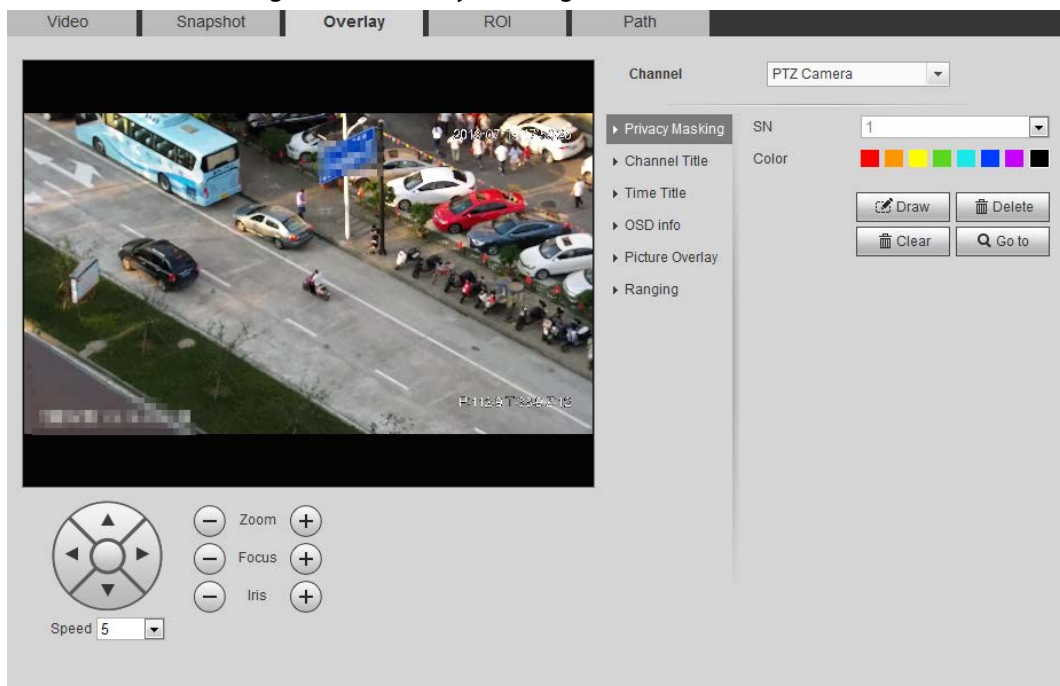 Video Snapshot Overlay ROI Path
Channel PTZ Camera
Privacy Masking
Channel Title
Time Title
OSD info
Picture Overlay
Ranging
SN 1
Color
Draw Delete
Clear Go to
Zoom
Focus
Iris
Speed 5